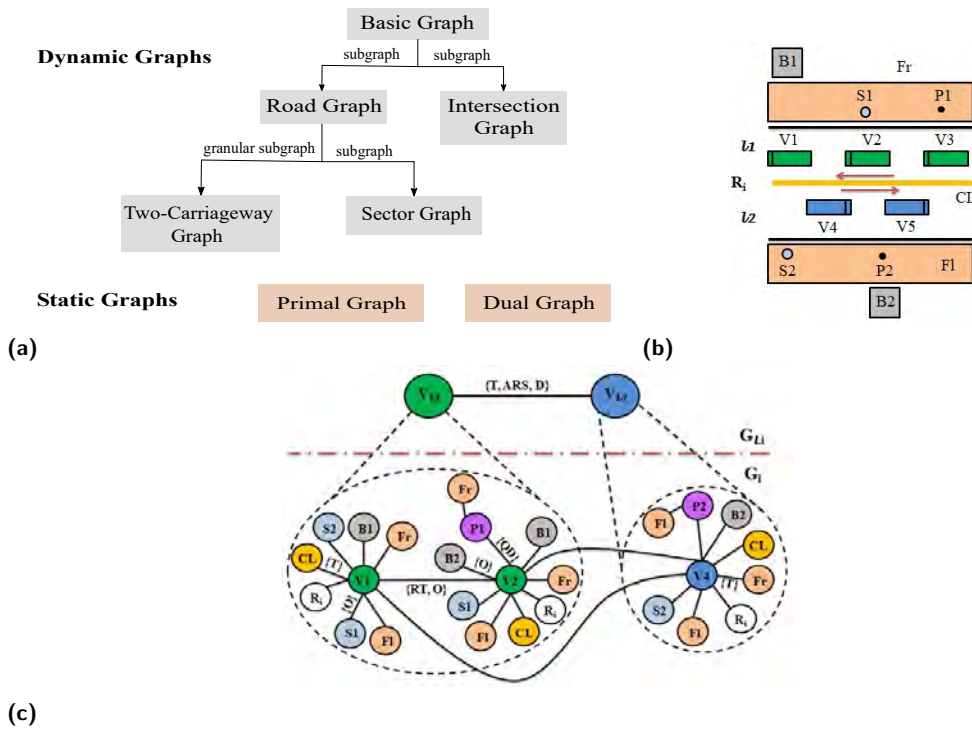 Basic Graph
Dynamic Graphs
subgraph
subgraph
Road Graph
Intersection
Graph
granular subgraph
subgraph
Two-Carriageway
Graph
Sector Graph
Static Graphs
Primal Graph
Dual Graph
(a)
B1
Fr
S1
P1
l1
V1
V2
V3
Ri
CL
l2
V4
V5
S2
P2
Fl
B2
(b)
{T, ARS, D}
GLi
Gi
Fr
S2
B1
Fr
P1
B1
CL
{T}
B2
{O}
{QD}
V1
{RT, O}
V2
Fr
Ri
{O}
S1
Ri
S1
Fl
Fl
CL
P2
B2
Fl
CL
V4
{T}
Fr
S2
Ri
Fl
(c)